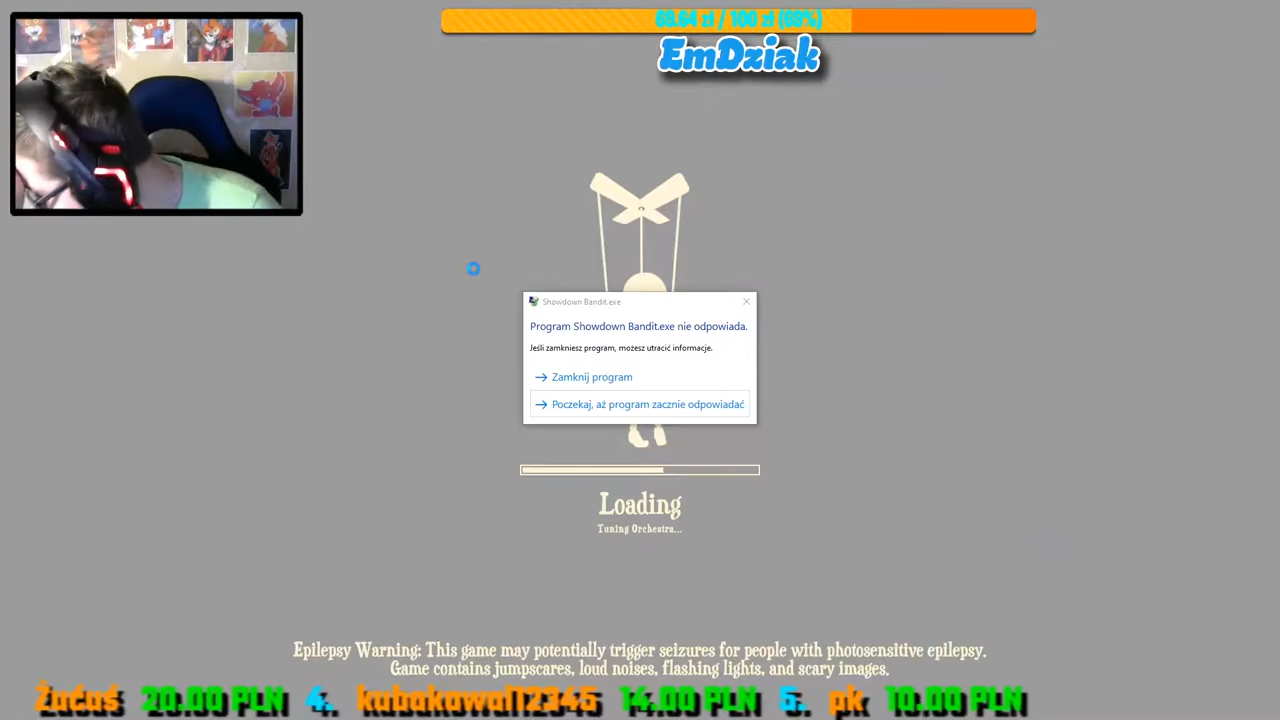 69.64 zł / 100 zł (69%)
EmDziak
Showdown Bandit.exe
Program Showdown Bandit.exe nie odpowiada.
Jeśli zamkniesz program, możesz utracić informacje.
Zamknij program
Poczekaj, aż program zacznie odpowiadać
Loading
Tuning Orchestra...
Epilepsy Warning: This game may potentially trigger seizures for people with photosensitive epilepsy.
Game contains jumpscares, loud noises, flashing lights, and scary images.
Żućuś 20.00 PLN 4. kubakowal12345 14.00 PLN 5. pk 10.00 PLN